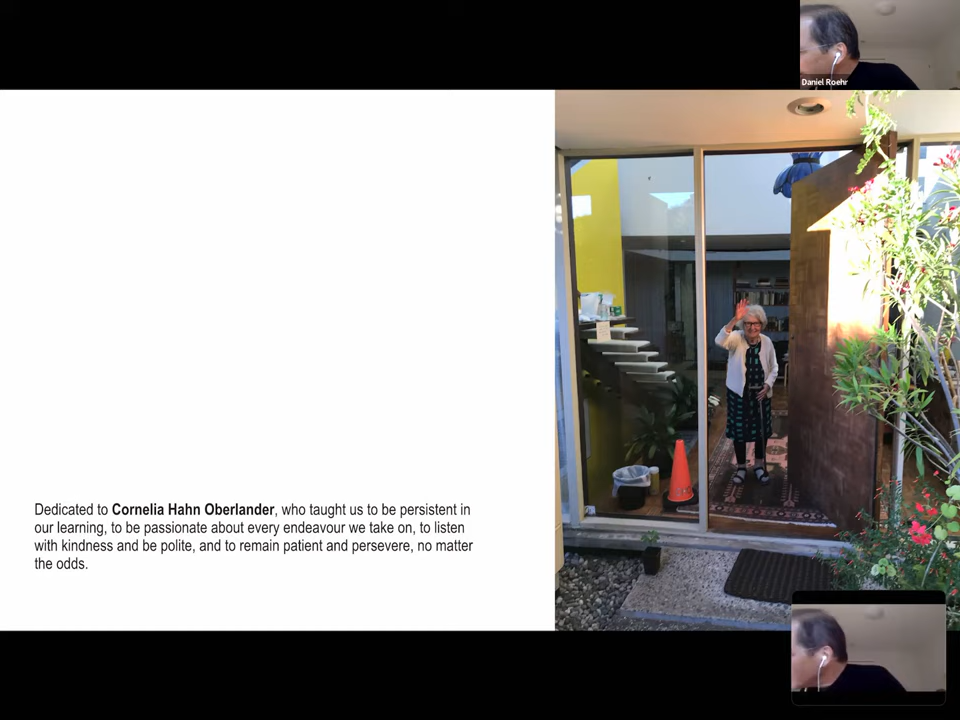 Daniel Roehr
Dedicated to Cornelia Hahn Oberlander, who taught us to be persistent in
our learning, to be passionate about every endeavour we take on, to listen
with kindness and be polite, and to remain patient and persevere, no matter
the odds.